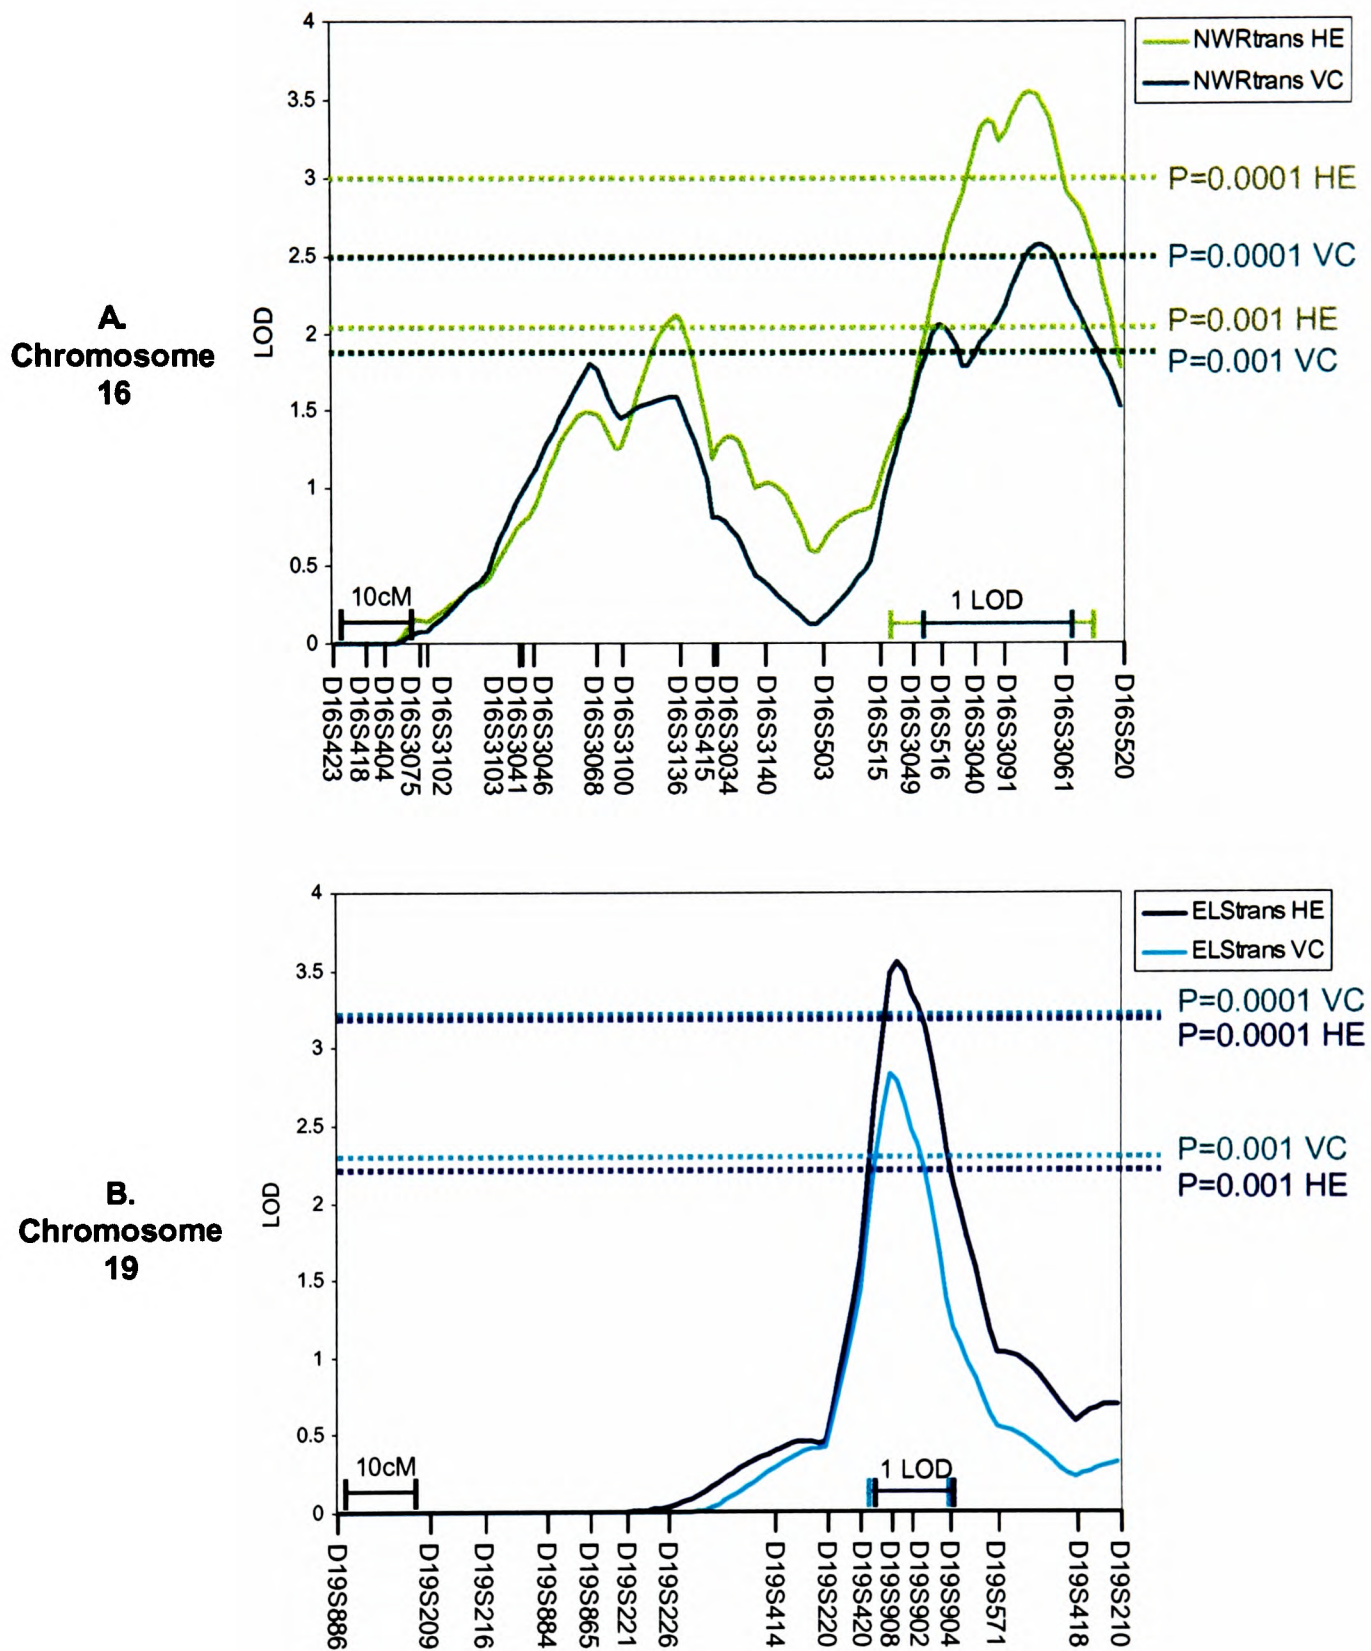 A.
Chromosome
16
LOD
4
3.5
3
2.5
2
1.5
1
0.5
0
NWRtrans HE
NWRtrans VC
P=0.0001 HE
P=0.0001 VC
P=0.001 HE
P=0.001 VC
10cM
1 LOD
D16S423
D16S418
D16S404
D16S3075
D16S3102
D16S3103
D16S3041
D16S3046
D16S3068
D16S3100
D16S3136
D16S415
D16S3034
D16S3140
D16S503
D16S515
D16S3049
D16S516
D16S3040
D16S3091
D16S3061
D16S520
B.
Chromosome
19
LOD
4
3.5
3
2.5
2
1.5
1
0.5
0
ELStrans HE
ELStrans VC
P=0.0001 VC
P=0.0001 HE
P=0.001 VC
P=0.001 HE
10cM
1 LOD
D19S886
D19S209
D19S216
D19S884
D19S865
D19S221
D19S226
D19S414
D19S220
D19S420
D19S908
D19S902
D19S904
D19S571
D19S418
D19S210